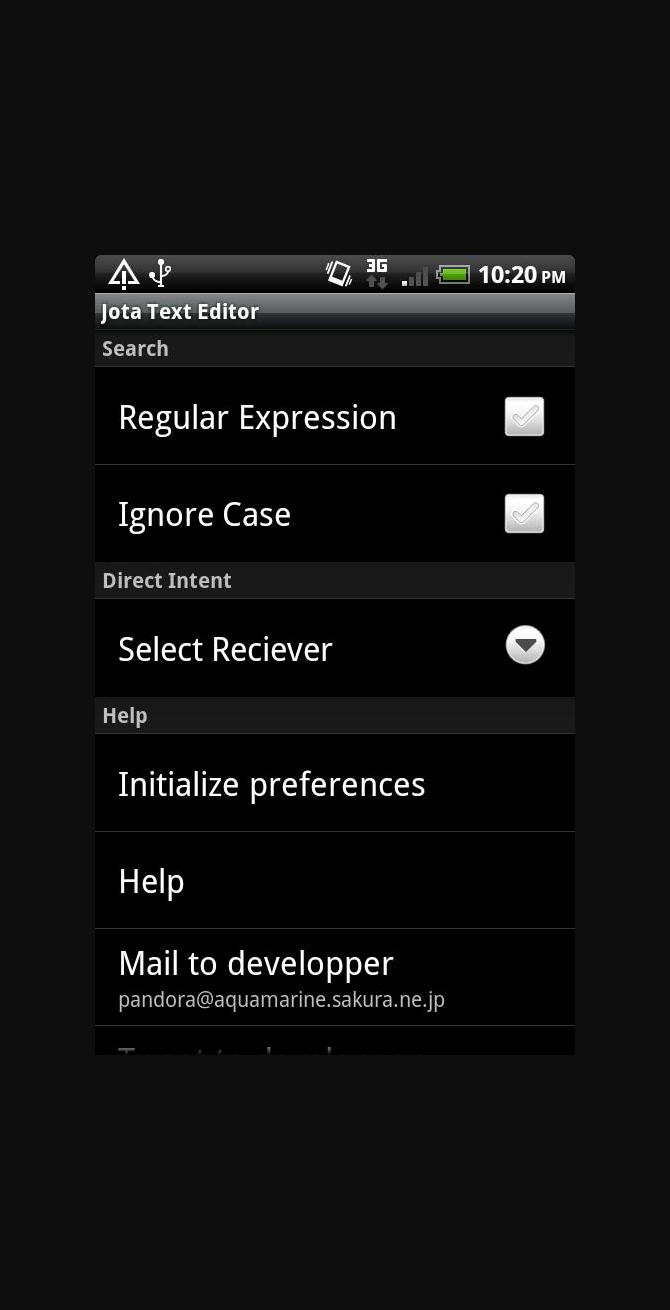 3G 10:20 PM
Jota Text Editor
Search
Regular Expression
Ignore Case
Direct Intent
Select Reciever
Help
Initialize preferences
Help
Mail to developper
pandora@aquamarine.sakura.ne.jp